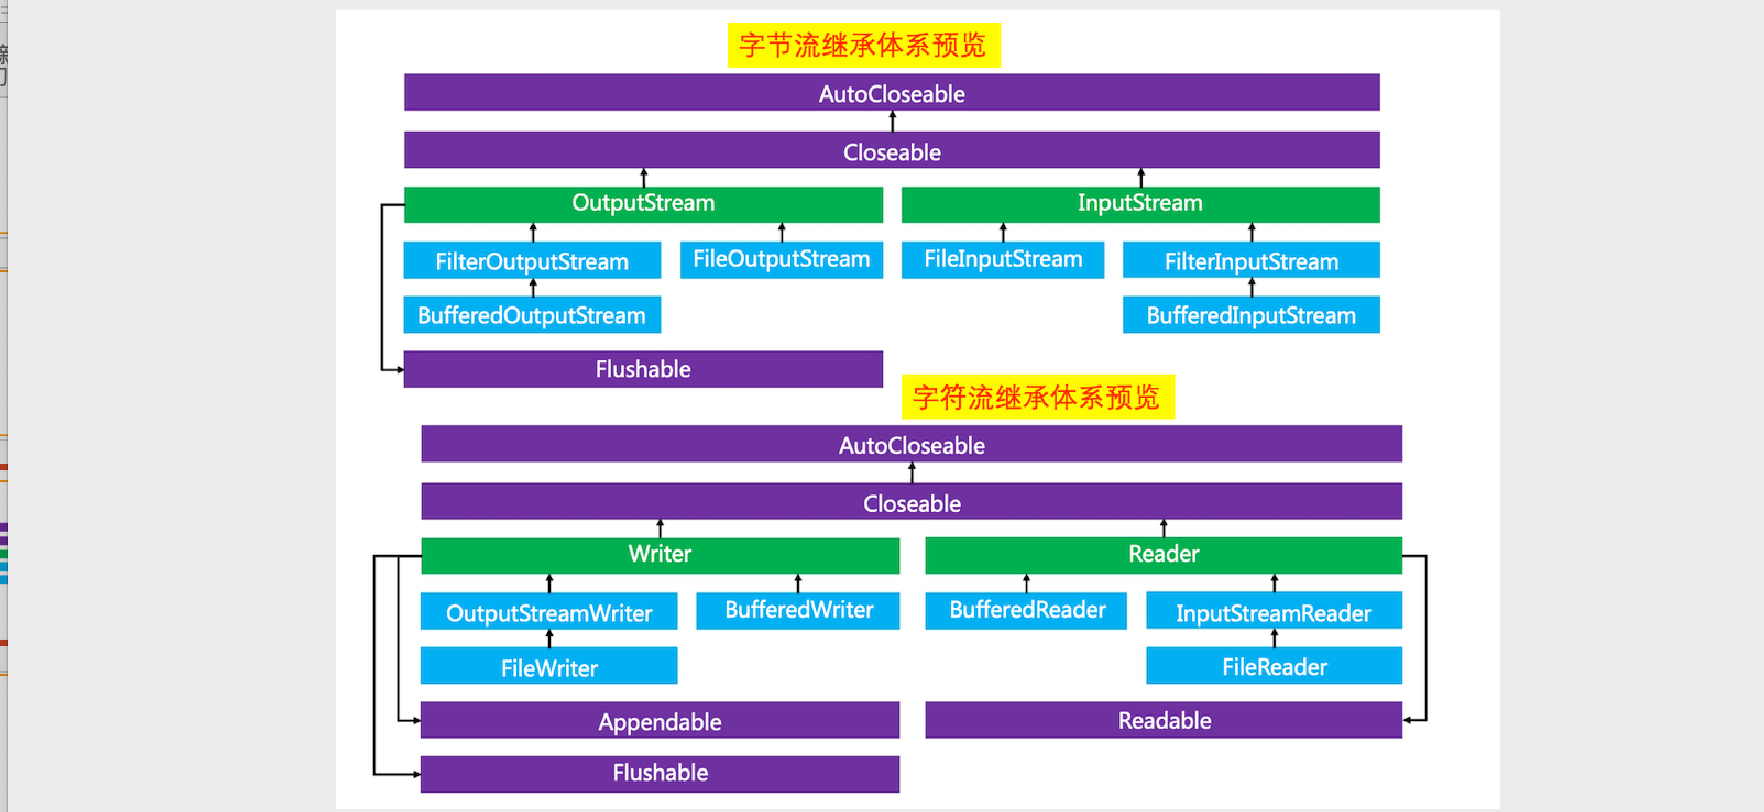 字节流继承体系预览
AutoCloseable
Closeable
OutputStream
InputStream
FilterOutputStream
FileOutputStream
FileInputStream
FilterInputStream
BufferedOutputStream
BufferedInputStream
Flushable
字符流继承体系预览
AutoCloseable
Closeable
Writer
Reader
OutputStreamWriter
BufferedWriter
BufferedReader
InputStreamReader
FileWriter
FileReader
Appendable
Readable
Flushable